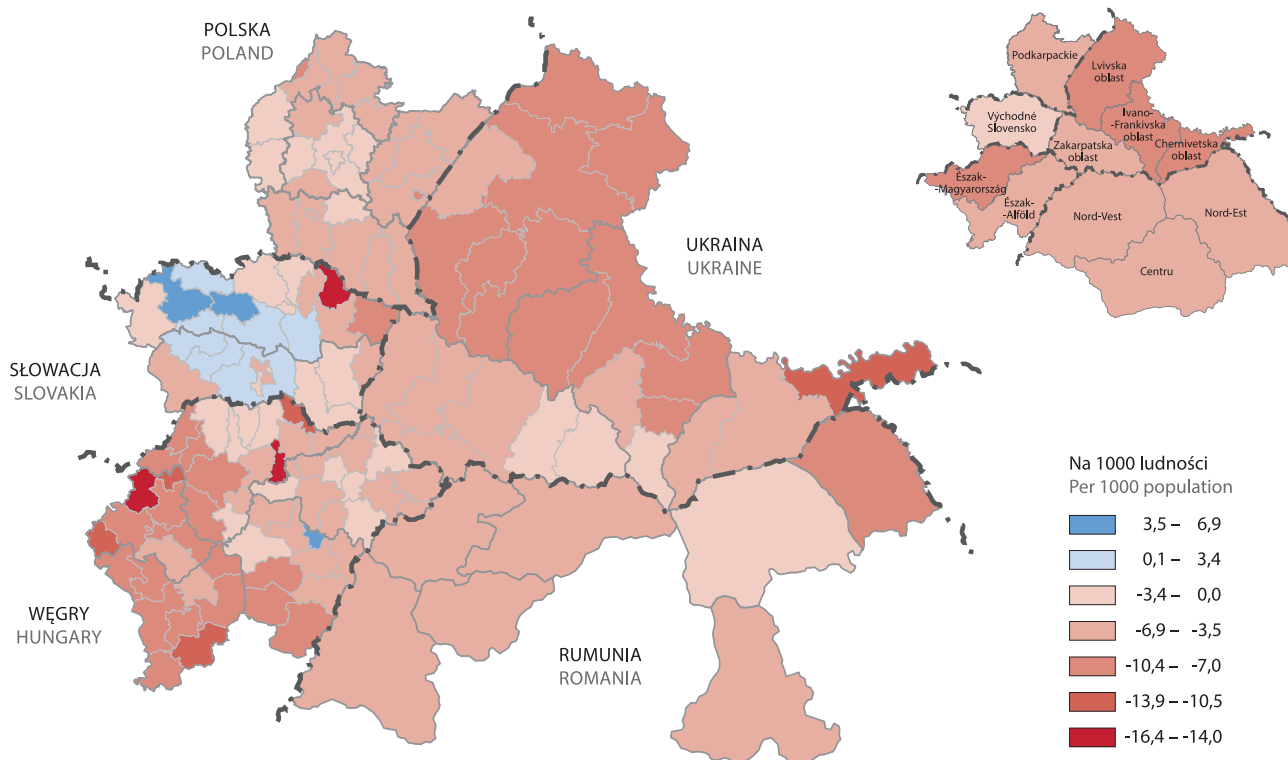 POLSKA
POLAND
UKRAINA
UKRAINE
SŁOWACJA
SLOVAKIA
WĘGRY
HUNGARY
RUMUNIA
ROMANIA
Podkarpackie
Lvivska
oblast
Východné
Slovensko
Ivano-
-Frankivska
oblast
Zakarpatska
oblast
Chernivetska
oblast
Észak-
-Magyarország
Észak-
-Alföld
Nord-Vest
Nord-Est
Centru
Na 1000 ludności
Per 1000 population
3,5 – 6,9
0,1 – 3,4
-3,4 – 0,0
-6,9 – -3,5
-10,4 – -7,0
-13,9 – -10,5
-16,4 – -14,0